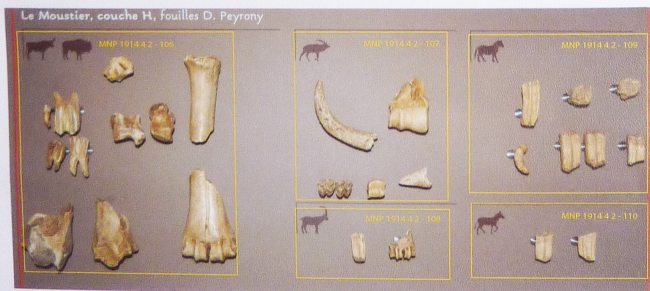 Le Moustier, couche H, fouilles D. Peyrony
MNP 1914 4 2 - 106
MNP 1914 4 2 - 107
MNP 1914 4 2 - 109
MNP 1914 4 2 - 108
MNP 1914 4 2 - 110